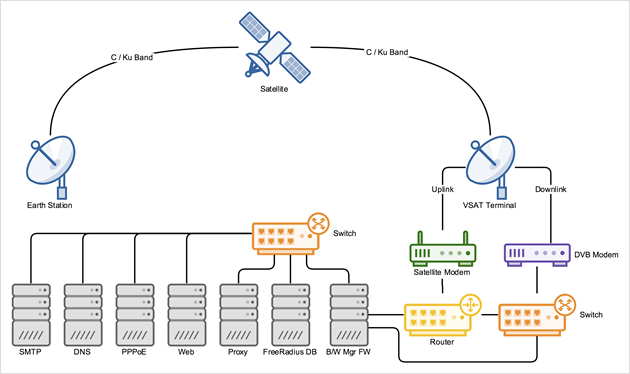 C / Ku Band
C / Ku Band
Satellite
Earth Station
Uplink
Downlink
VSAT Terminal
Switch
Satellite Modem
DVB Modem
Router
Switch
SMTP
DNS
PPPoE
Web
Proxy
FreeRadius DB
B/W Mgr FW